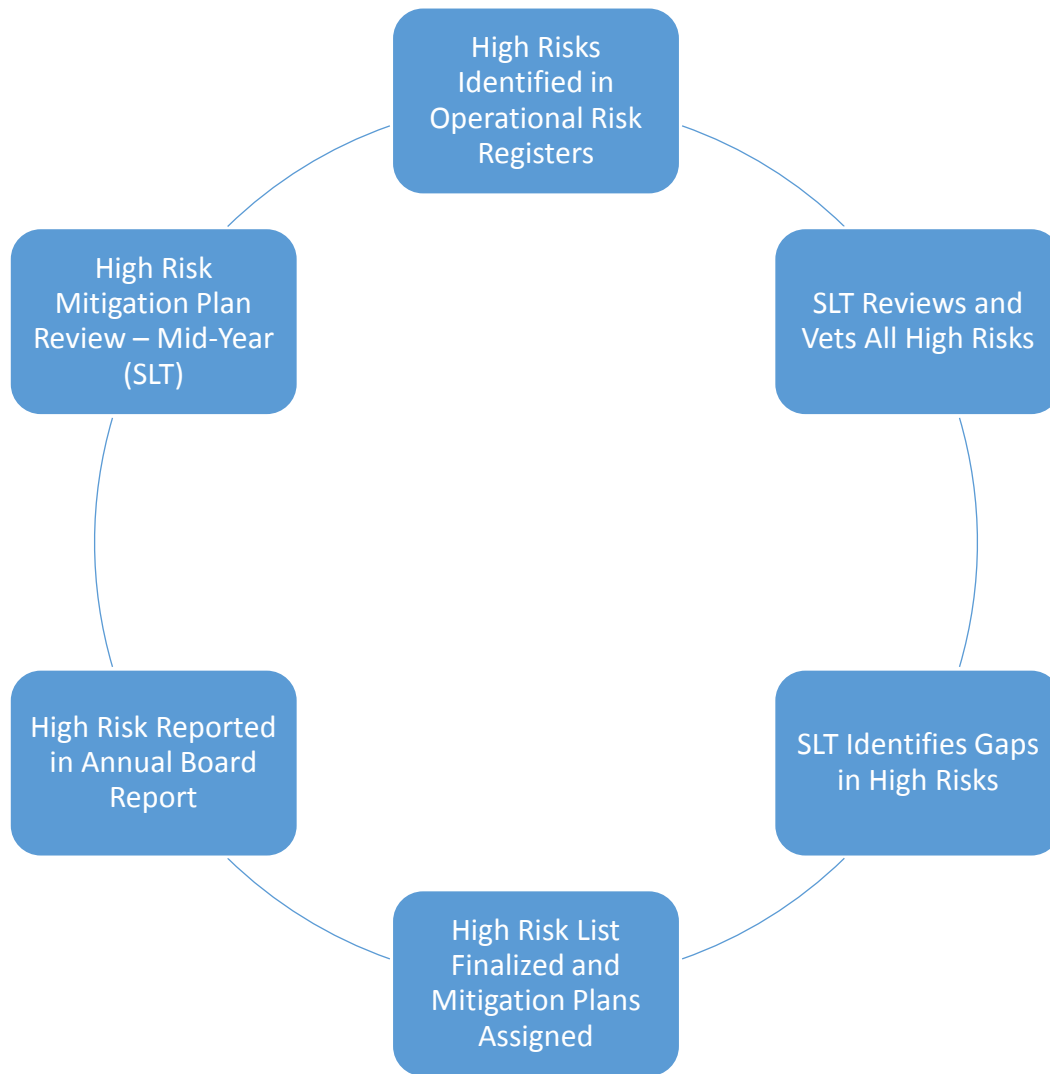 High Risks
Identified in
Operational Risk
Registers
SLT Reviews and
Vets All High Risks
SLT Identifies Gaps
in High Risks
High Risk List
Finalized and
Mitigation Plans
Assigned
High Risk Reported
in Annual Board
Report
High Risk
Mitigation Plan
Review – Mid-Year
(SLT)